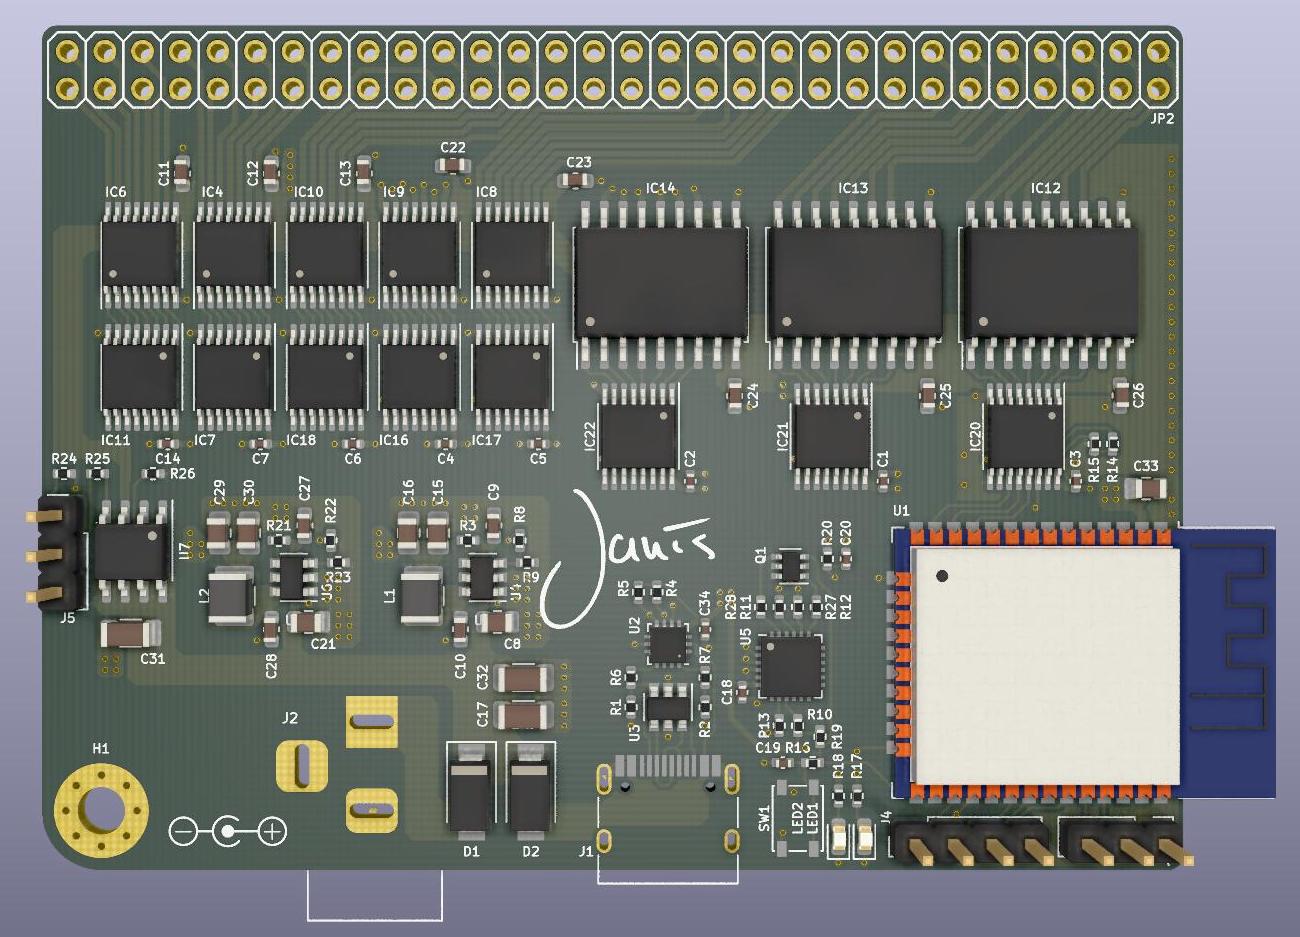 JP2
C11 C12 C13 C22 C23
IC6 IC4 IC10 IC9 IC8 IC14 IC13 IC12
C24 C25 C26
IC22 IC21 IC20
IC11 IC7 IC18 IC16 IC17
C14 C7 C6 C4 C5
R24 R25 R26 C2 C1 C3 R15 R14 C33
C29 C30 C27 R22 C16 C15 C9 R8 U1
R21 R3 Janis
Q1 R20 C20
J5 L2 L1 R5 R4
C31 C28 C21 C10 C8 U2 C34 R28 R11 R27 R12
U5
C32 R6 R7 C18
C17 R1 U3 R2 R13 R10
J2 C19 R19
H1 R18 R17
SW1 LED2 LED1 J4
D1 D2 J1